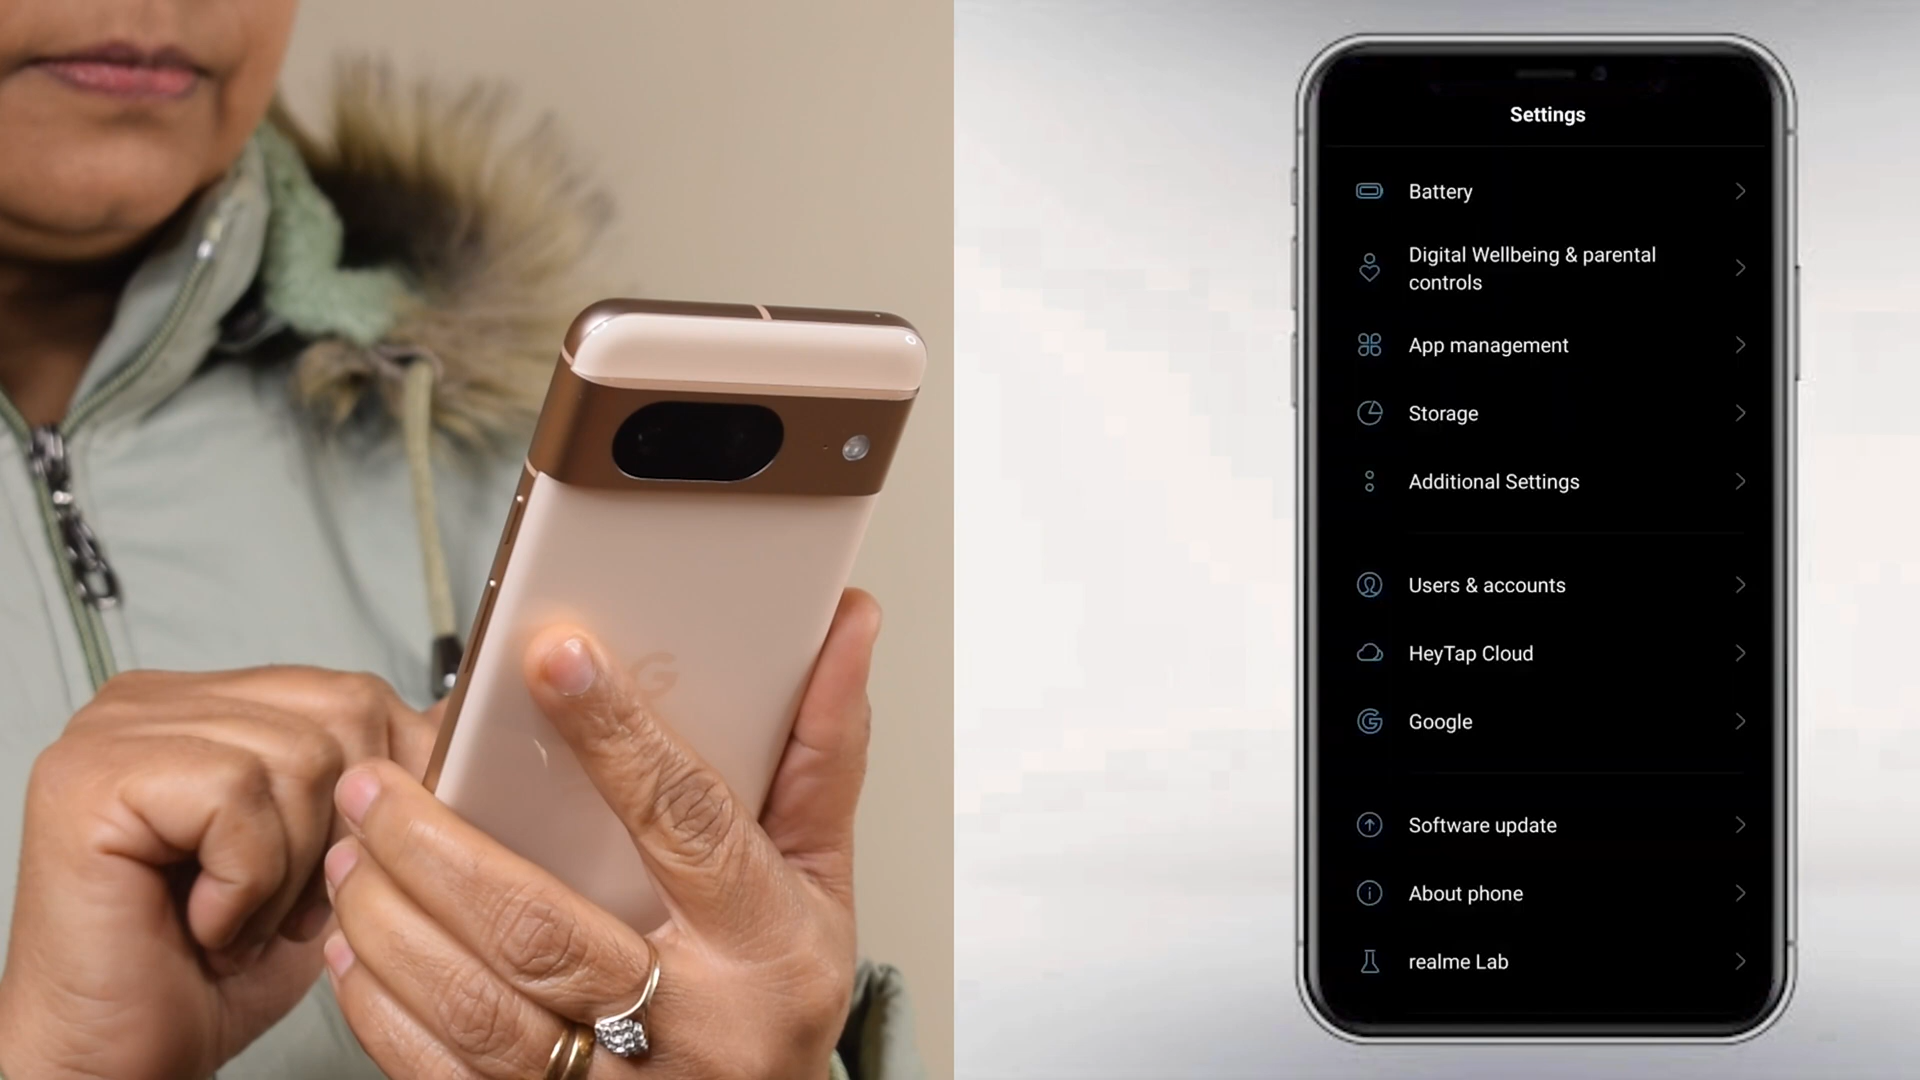 G
Settings
Battery
Digital Wellbeing & parental
controls
App management
Storage
Additional Settings
Users & accounts
HeyTap Cloud
Google
Software update
About phone
realme Lab